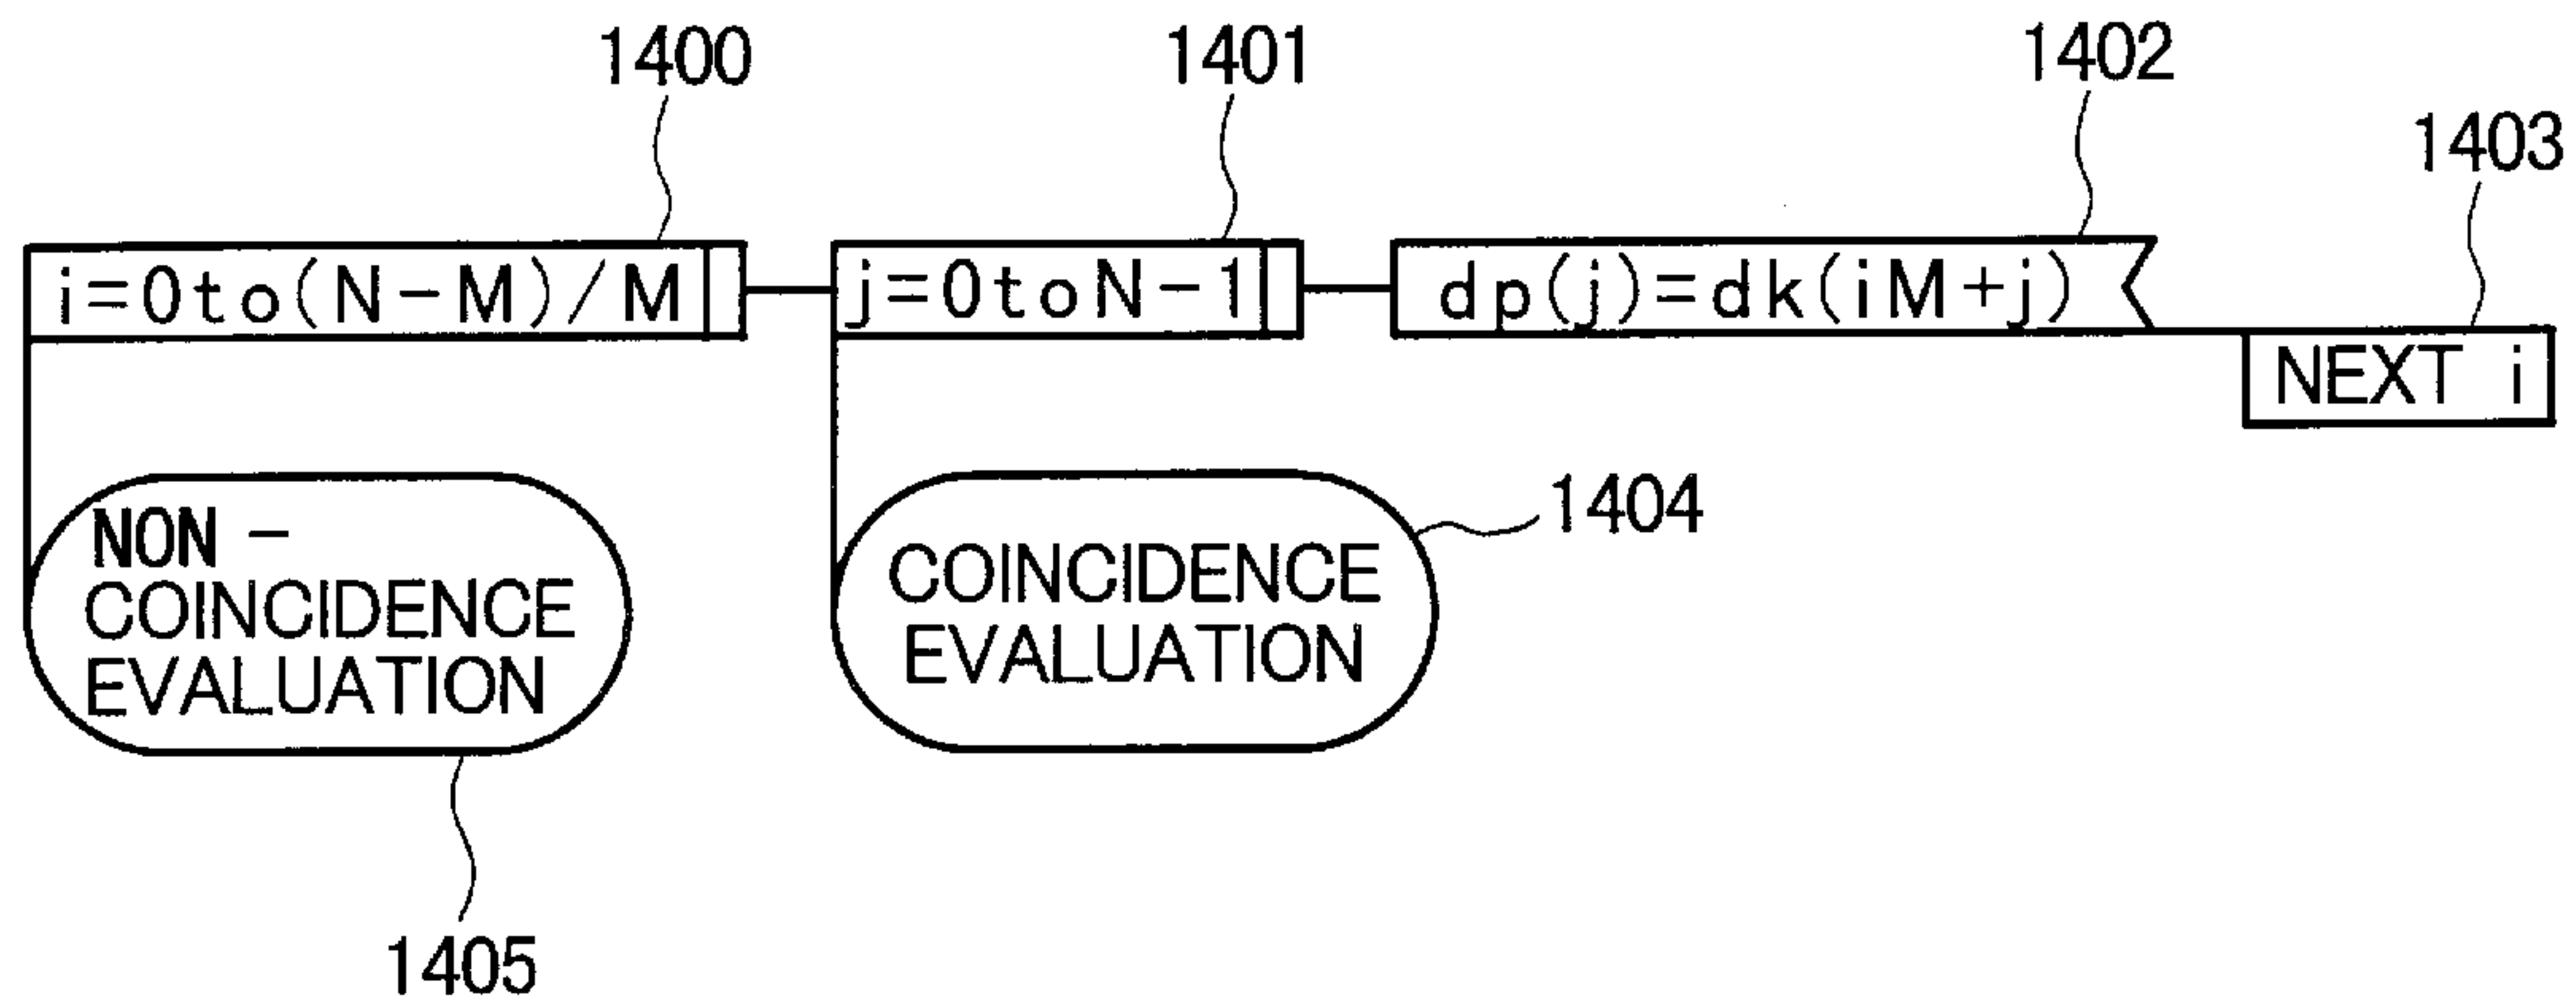 1400
1401
1402
1403
i=0to(N-M)/M
j=0toN-1
dp(j)=dk(iM+j)
NEXT i
NON-
COINCIDENCE
EVALUATION
COINCIDENCE
EVALUATION
1404
1405